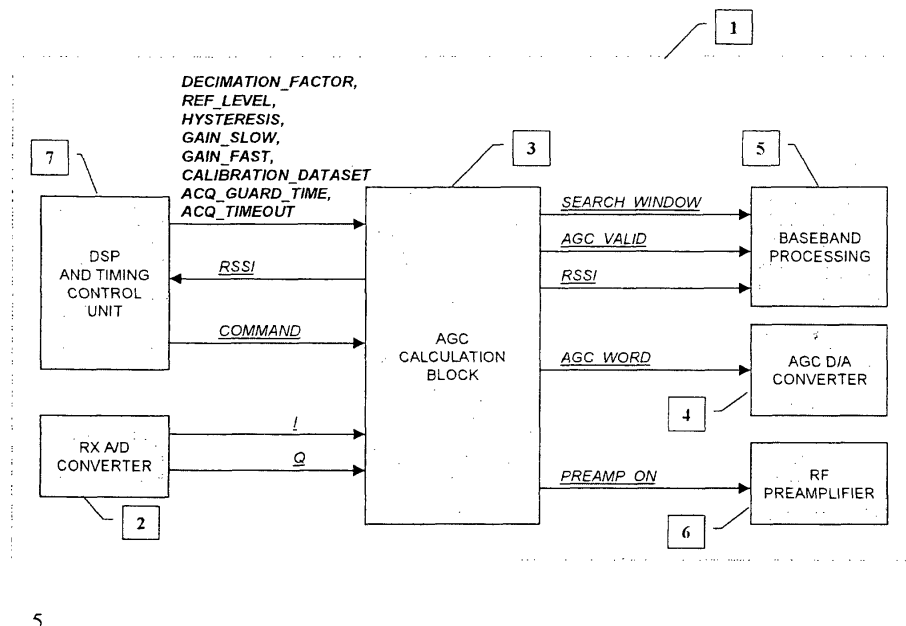 1
DECIMATION_FACTOR,
REF_LEVEL,
HYSTERESIS,
GAIN_SLOW,
GAIN_FAST,
CALIBRATION_DATASET
ACQ_GUARD_TIME,
ACQ_TIMEOUT
7
3
5
DSP
AND TIMING
CONTROL
UNIT
RSSI
COMMAND
AGC
CALCULATION
BLOCK
SEARCH_WINDOW
AGC_VALID
RSSI
BASEBAND
PROCESSING
AGC_WORD
AGC D/A
CONVERTER
4
RX A/D
CONVERTER
I
Q
2
PREAMP_ON
RF
PREAMPLIFIER
6
5